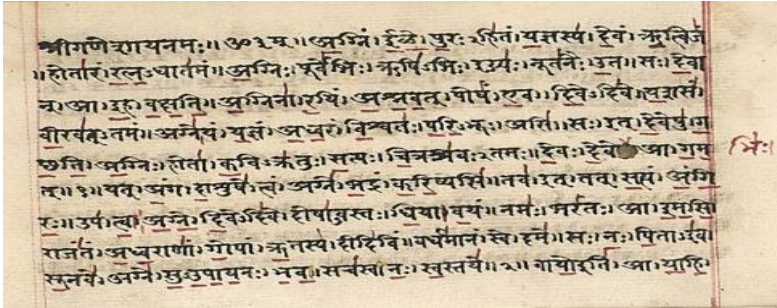 श्रीगणेशायनमः॥ॐ३म्॥अग्निं।ईळे।पुरःऽहितं।यज्ञस्य।देवं।ऋत्विजं
॥होतारं।रत्नऽधातमं॥अग्निः।पूर्वेभिः।ऋषिऽभिः।ईड्यः।नूतनैः।उत॥सः।देवा
न्।आ।इह।वक्षति॥अग्निना।रयिं।अश्नवत्।पोषं।एव।दिवेऽदिवे॥यशसं
वीरवत्ऽतमं॥अग्ने।यं।यज्ञं।अध्वरं।विश्वतः।परिऽभूः।असि॥सः।इत्।देवेषु।ग
च्छति।अग्निः।होता।कविऽक्रतुः।सत्यः।चित्रश्रवःऽतमः॥देवः।देवे आ।गम
भिः।
त्॥१॥यत्।अंग।दाशुषे।त्वं।अग्ने।भद्रं।करिष्यसि॥तव।इत्।तत्।सत्यं।अंगि
रः॥उप।त्वा।अग्ने।दिवेऽदिवे।दोषाऽवस्तः।धिया।वयं॥नमः।भरंतः।आ।इमसि
राजंतं।अध्वराणां।गोपां।ऋतस्य।दीदिविं॥वर्धमानं।स्वे।दमे॥सः।नः।पिताऽइव
सूनवे।अग्ने।सुऽउपायनः।भव॥सचस्व।नः।स्वस्तये॥२॥वायोइति।आ।याहि।